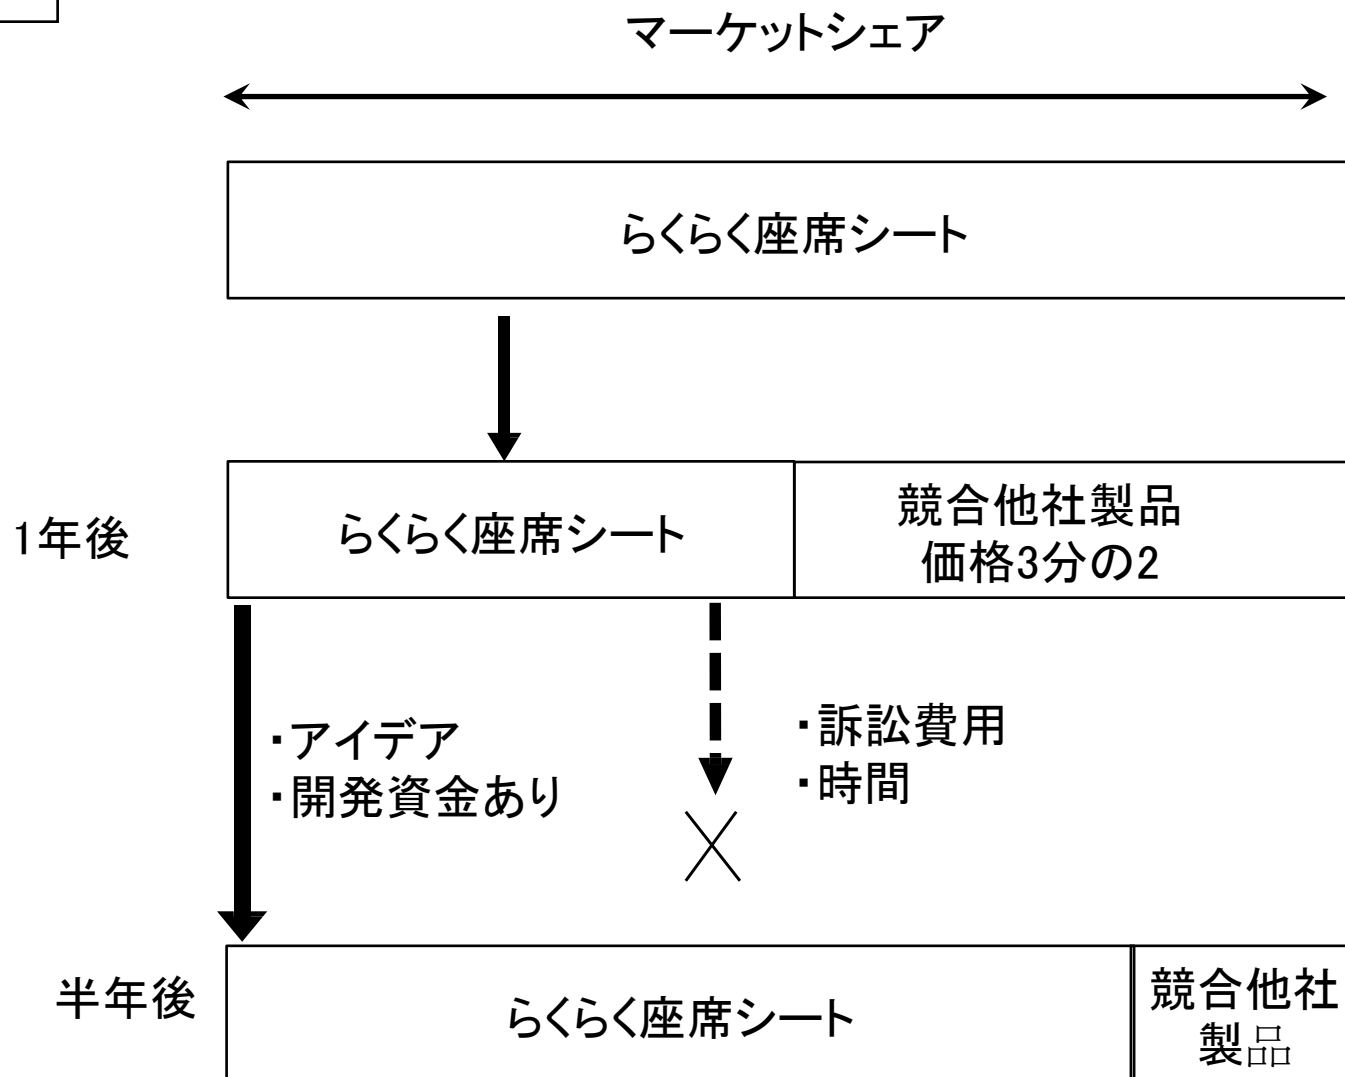 マーケットシェア
らくらく座席シート
1年後
らくらく座席シート
競合他社製品
価格3分の2
・アイデア
・開発資金あり
・訴訟費用
・時間
半年後
らくらく座席シート
競合他社
製品